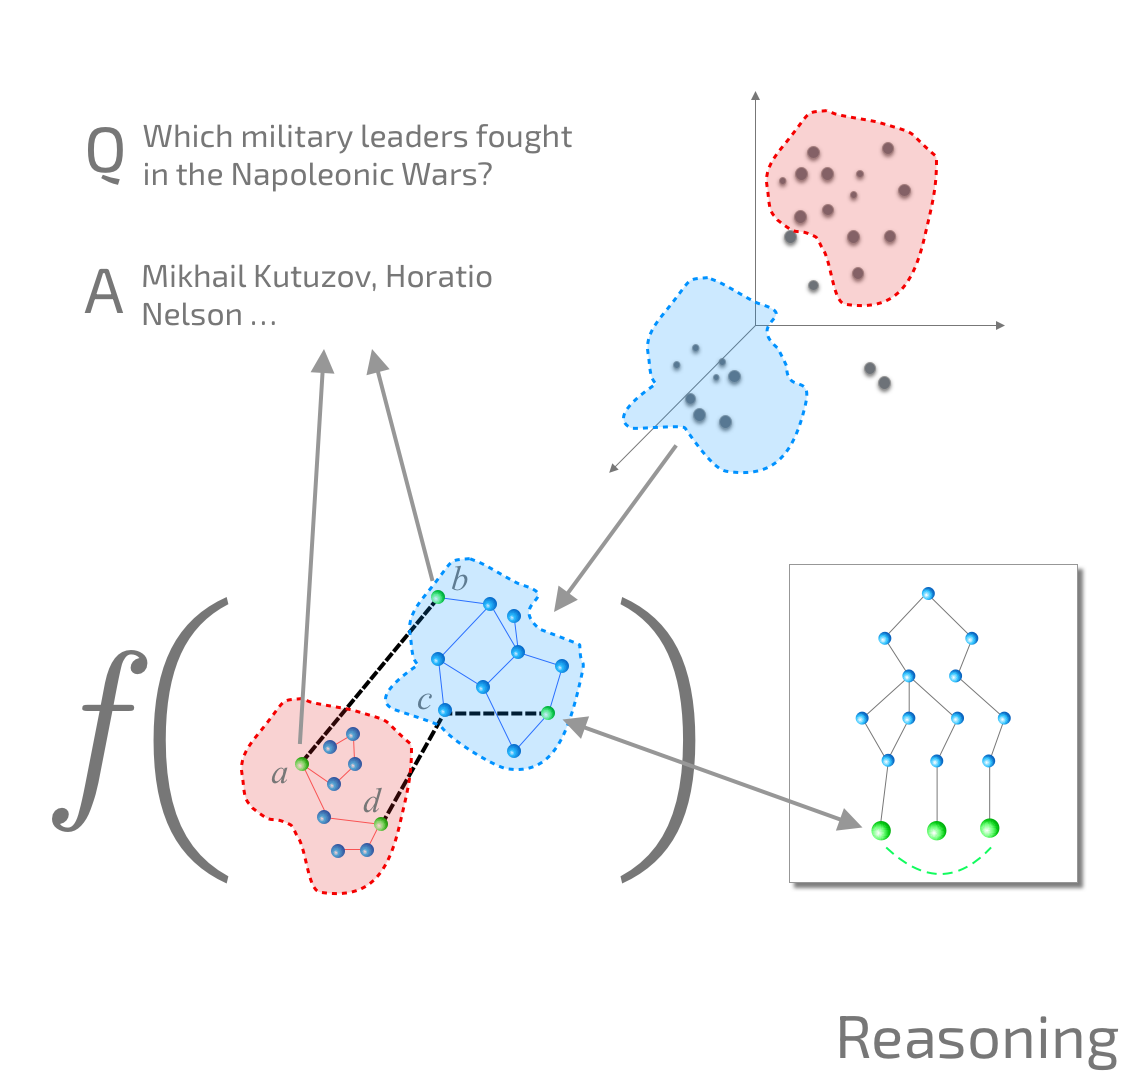 Q Which military leaders fought
in the Napoleonic Wars?
A Mikhail Kutuzov, Horatio
Nelson ...
b
c
f ( )
a
d
Reasoning